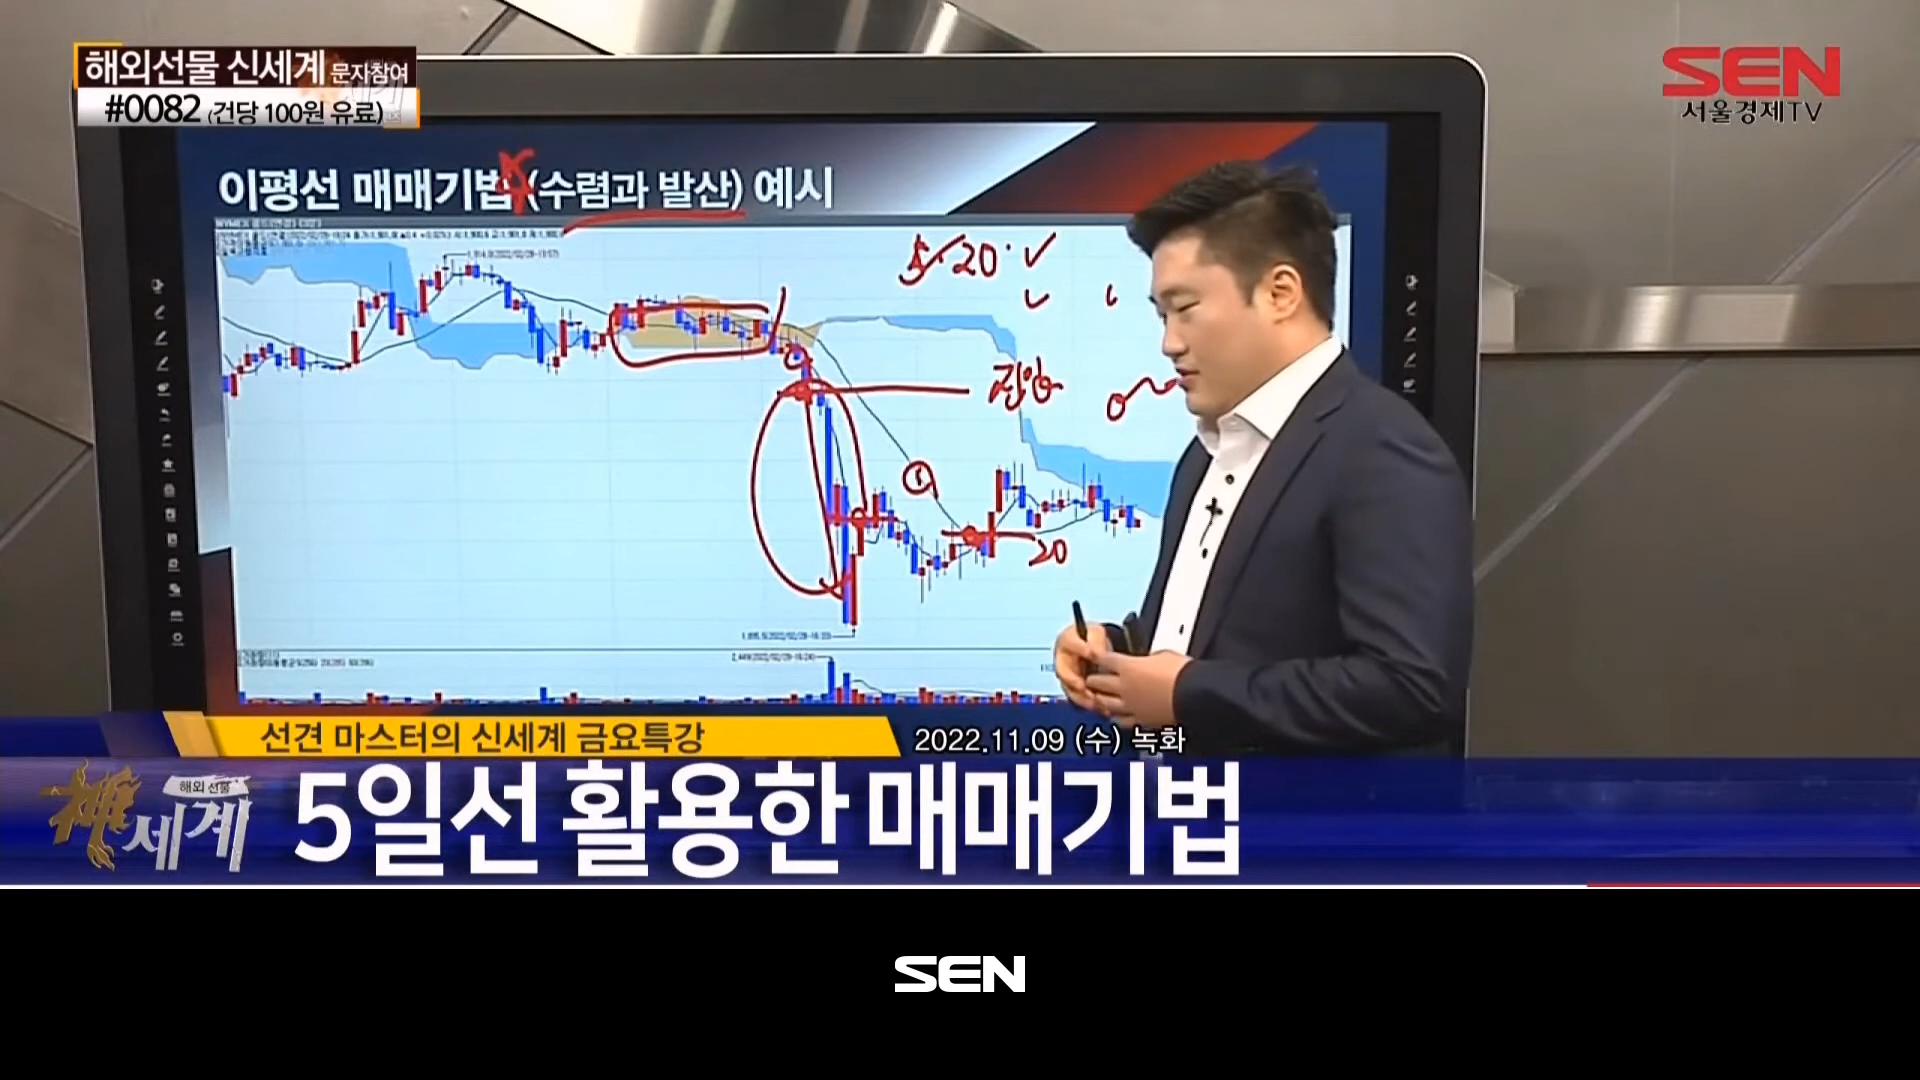 해외선물 신세계 문자참여
#0082 (건당 100원 유료)
SEN
서울경제TV
이평선 매매기법 (수렴과 발산) 예시
5 20
진입
20
선견 마스터의 신세계 금요특강
2022.11.09 (수) 녹화
해외선물
神세계
5일선 활용한 매매기법
SEN